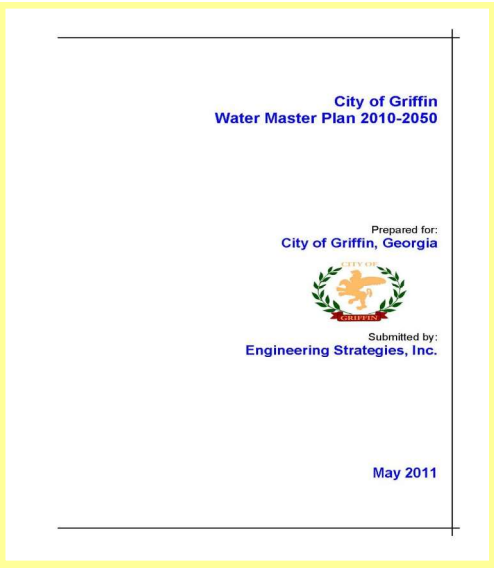 City of Griffin
Water Master Plan 2010-2050
Prepared for:
City of Griffin, Georgia
CITY OF
GRIFFIN
Submitted by:
Engineering Strategies, Inc.
May 2011